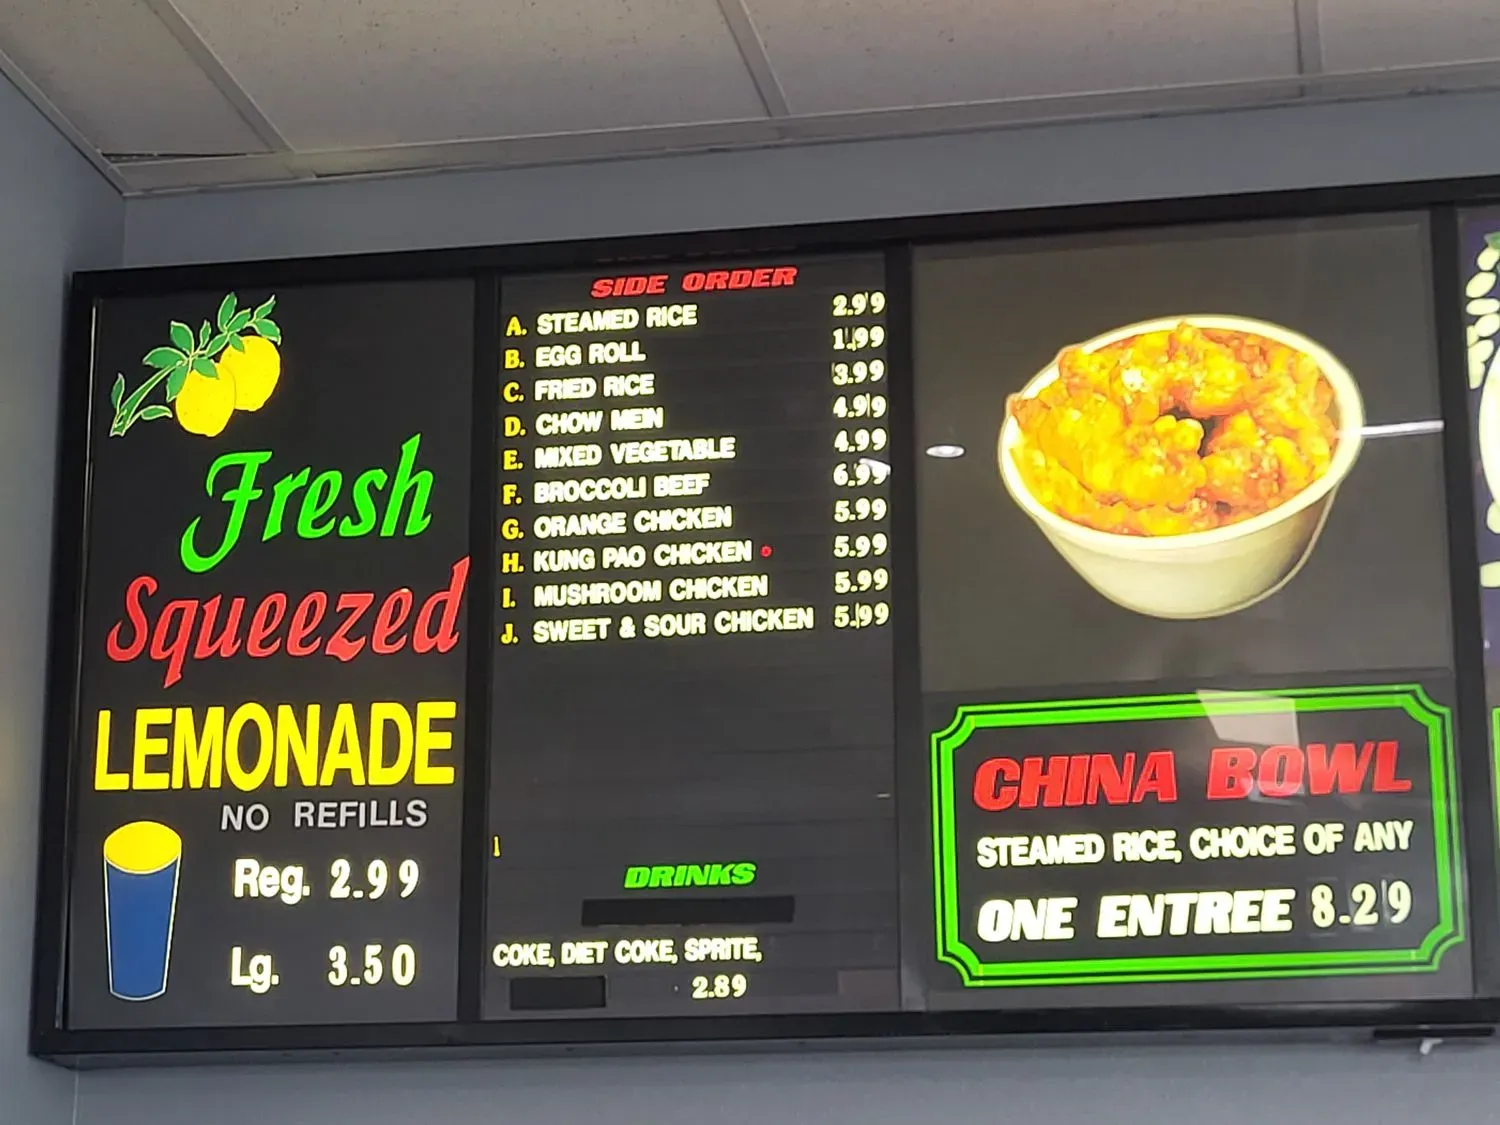 Fresh
Squeezed
LEMONADE
NO REFILLS
Reg. 2.99
Lg. 3.50
SIDE ORDER
A. STEAMED RICE 2.99
B. EGG ROLL 1.99
C. FRIED RICE 3.99
D. CHOW MEIN 4.99
E. MIXED VEGETABLE 4.99
F. BROCCOLI BEEF 6.99
G. ORANGE CHICKEN 5.99
H. KUNG PAO CHICKEN 5.99
I. MUSHROOM CHICKEN 5.99
J. SWEET & SOUR CHICKEN 5.99
DRINKS
COKE, DIET COKE, SPRITE,
2.89
CHINA BOWL
STEAMED RICE, CHOICE OF ANY
ONE ENTREE 8.29